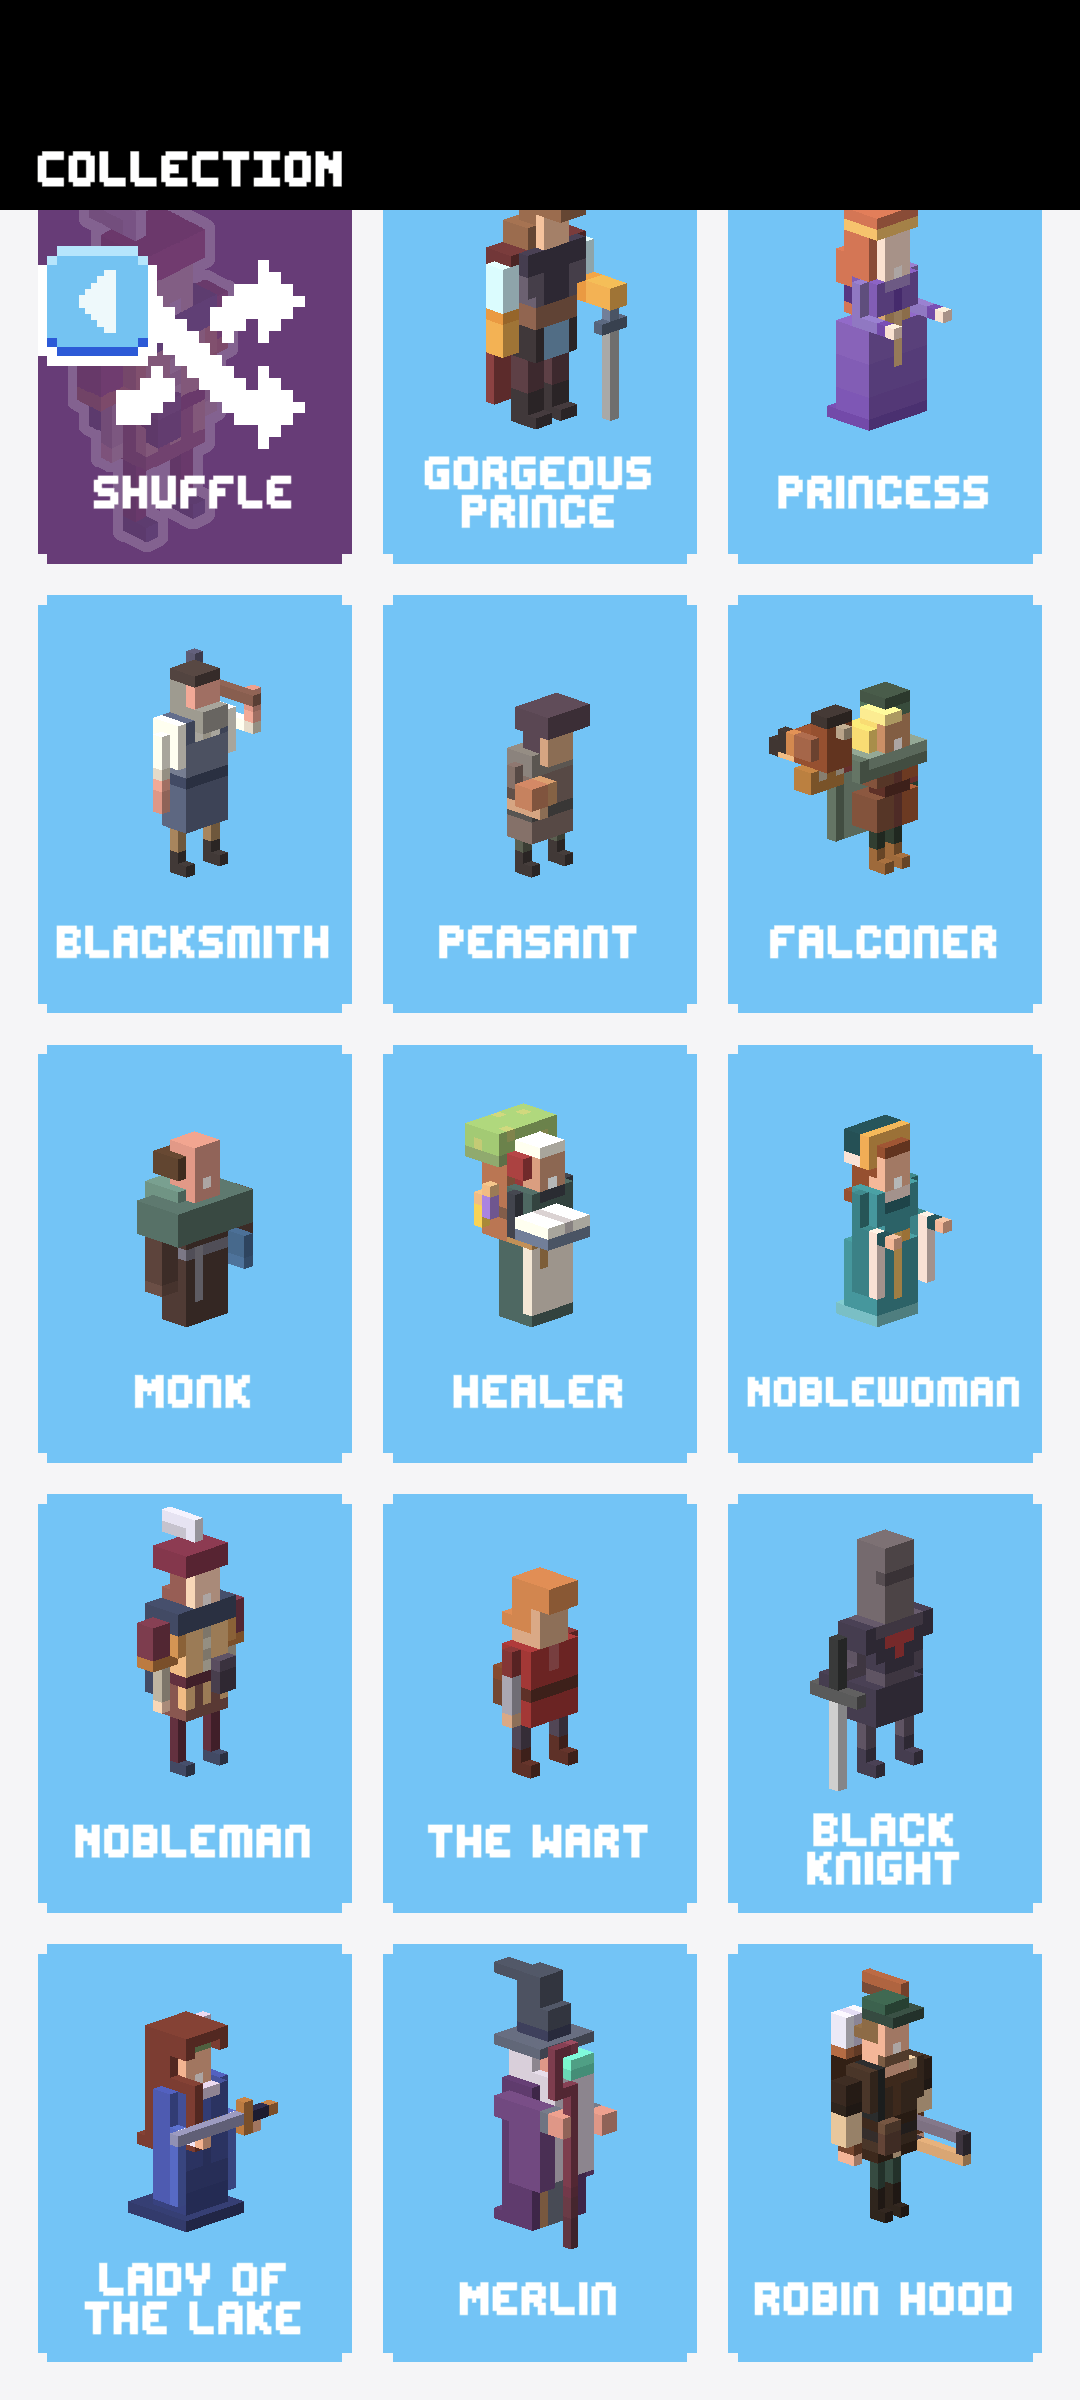 COLLECTION
SHUFFLE
GORGEOUS
PRINCE
PRINCESS
BLACKSMITH
PEASANT
FALCONER
MONK
HEALER
NOBLEWOMAN
NOBLEMAN
THE WART
BLACK
KNIGHT
LADY OF
THE LAKE
MERLIN
ROBIN HOOD